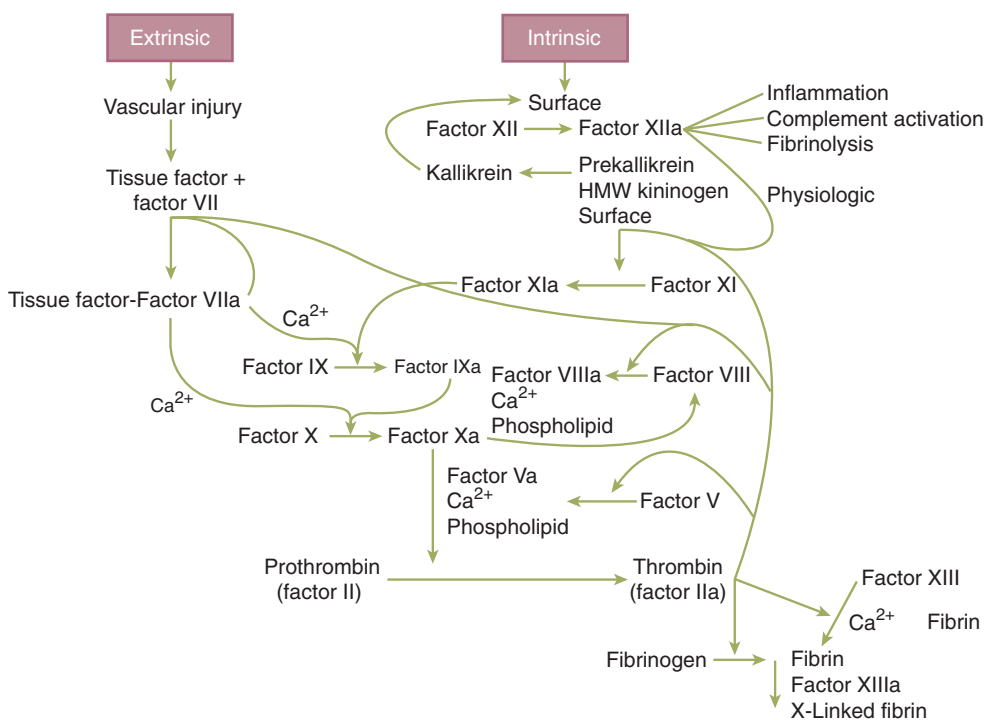 Extrinsic
Intrinsic
Vascular injury
Surface
Inflammation
Factor XII
Factor XIIa
Complement activation
Fibrinolysis
Tissue factor +
factor VII
Kallikrein
Prekallikrein
HMW kininogen
Surface
Physiologic
Tissue factor-Factor VIIa
Factor XIa
Factor XI
Ca2+
Factor IX
Factor IXa
Factor VIIIa
Ca2+
Phospholipid
Factor VIII
Ca2+
Factor X
Factor Xa
Factor Va
Ca2+
Phospholipid
Factor V
Prothrombin
(factor II)
Thrombin
(factor IIa)
Factor XIII
Ca2+
Fibrin
Fibrinogen
Fibrin
Factor XIIIa
X-Linked fibrin